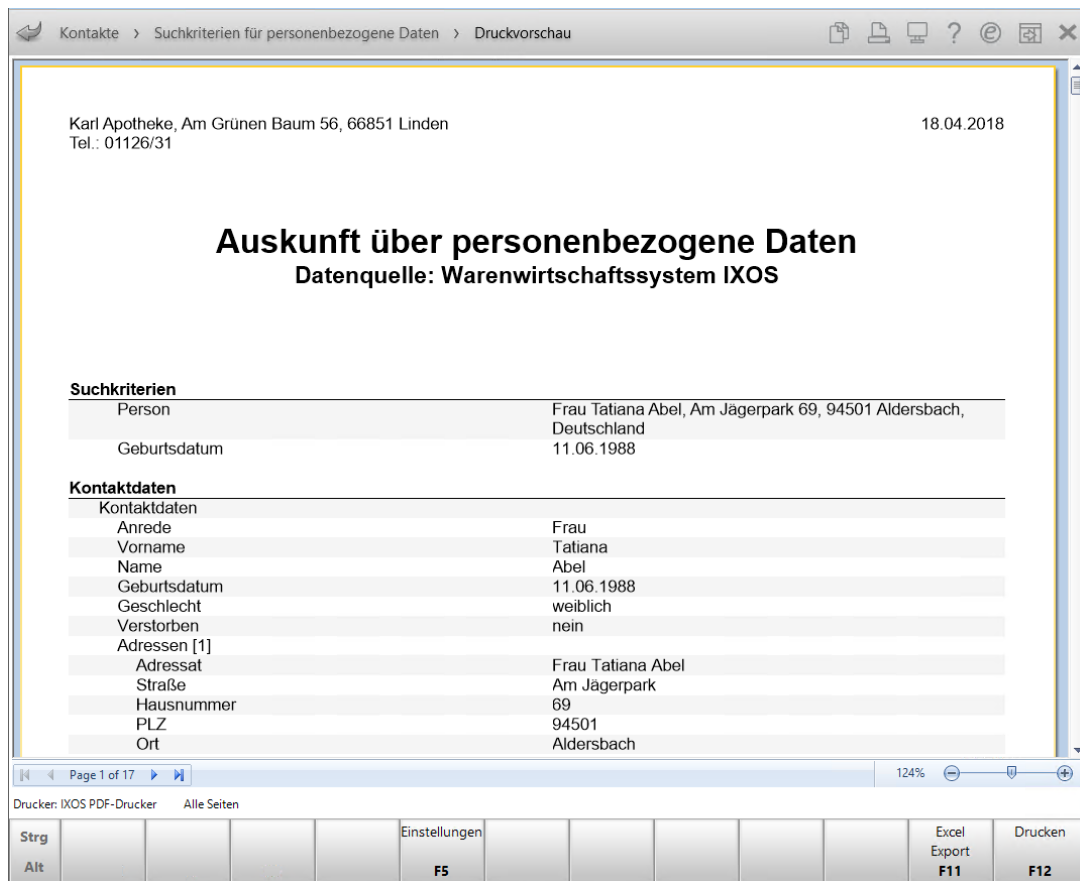 Kontakte > Suchkriterien für personenbezogene Daten > Druckvorschau
Karl Apotheke, Am Grünen Baum 56, 66851 Linden 18.04.2018
Tel.: 01126/31
Auskunft über personenbezogene Daten
Datenquelle: Warenwirtschaftssystem IXOS
Suchkriterien
Person Frau Tatiana Abel, Am Jägerpark 69, 94501 Aldersbach,
Deutschland
Geburtsdatum 11.06.1988
Kontaktdaten
Kontaktdaten
Anrede Frau
Vorname Tatiana
Name Abel
Geburtsdatum 11.06.1988
Geschlecht weiblich
Verstorben nein
Adressen [1]
Adressat Frau Tatiana Abel
Straße Am Jägerpark
Hausnummer 69
PLZ 94501
Ort Aldersbach
Page 1 of 17 124%
Drucker: IXOS PDF-Drucker Alle Seiten
Strg Einstellungen Excel Drucken
Export
Alt F5 F11 F12